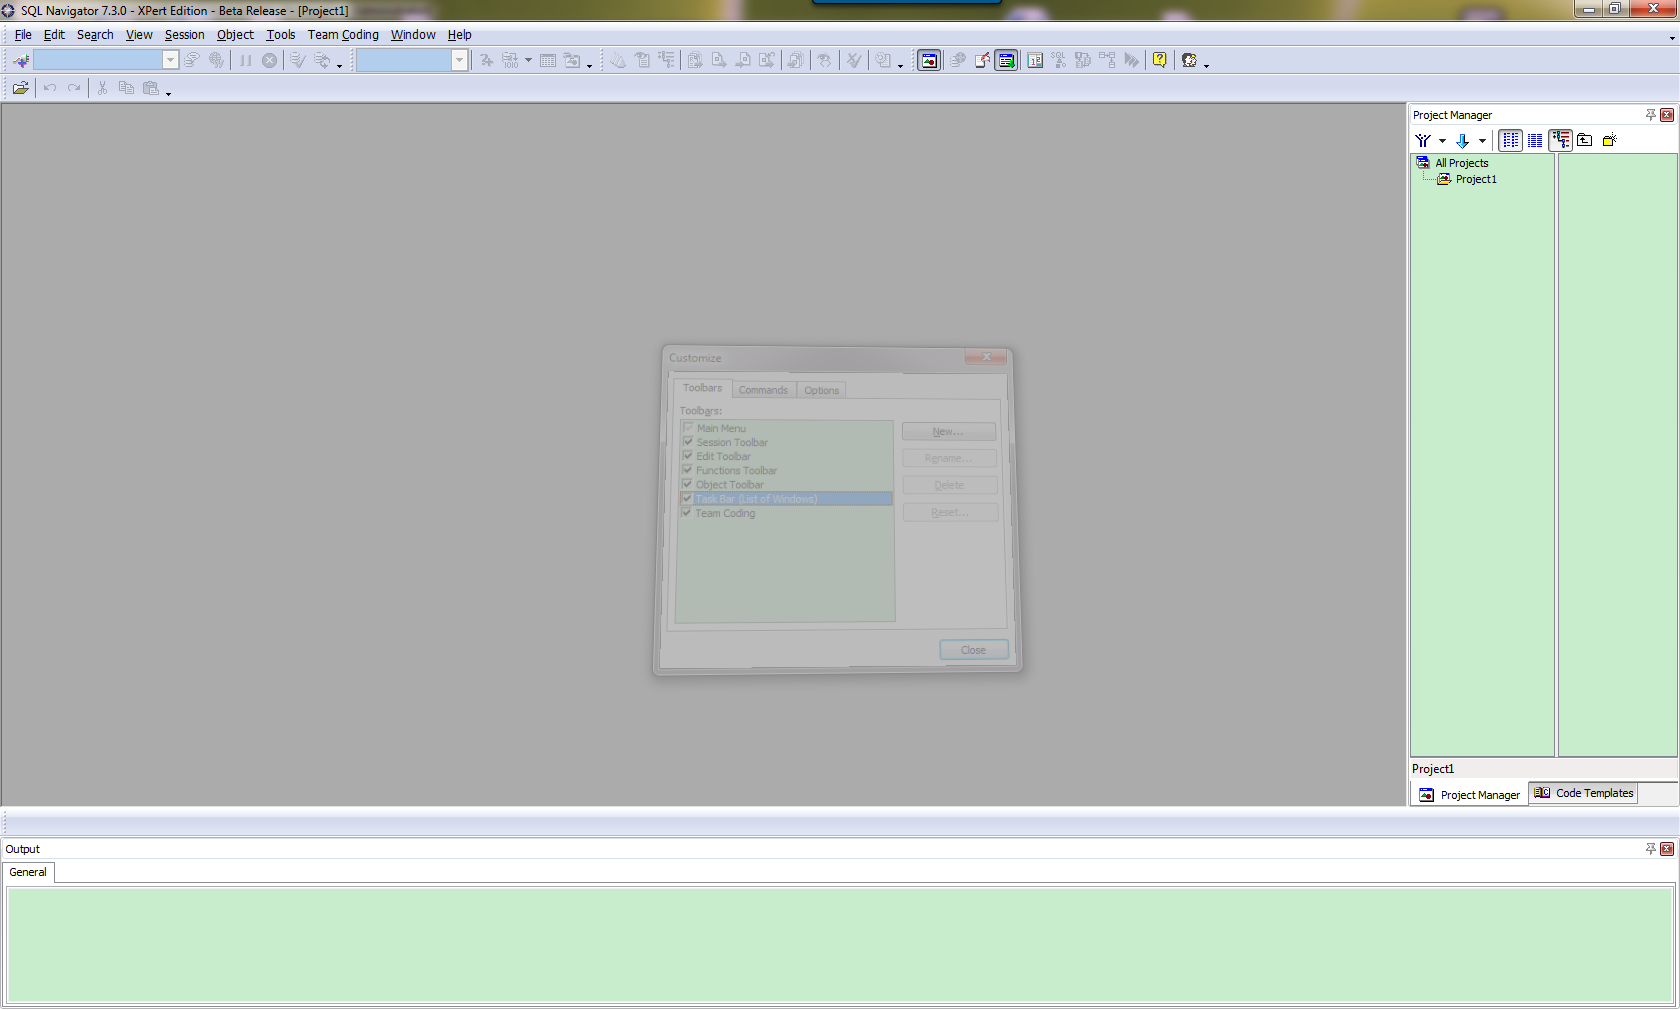 SQL Navigator 7.3.0 - XPert Edition - Beta Release - [Project1]
File Edit Search View Session Object Tools Team Coding Window Help
Project Manager
All Projects
Project1
Customize
Toolbars Commands Options
Toolbars:
Main Menu
Session Toolbar
Edit Toolbar
Functions Toolbar
Object Toolbar
Task Bar (List of Windows)
Team Coding
New...
Rename...
Delete
Reset...
Close
Project1
Project Manager Code Templates
Output
General